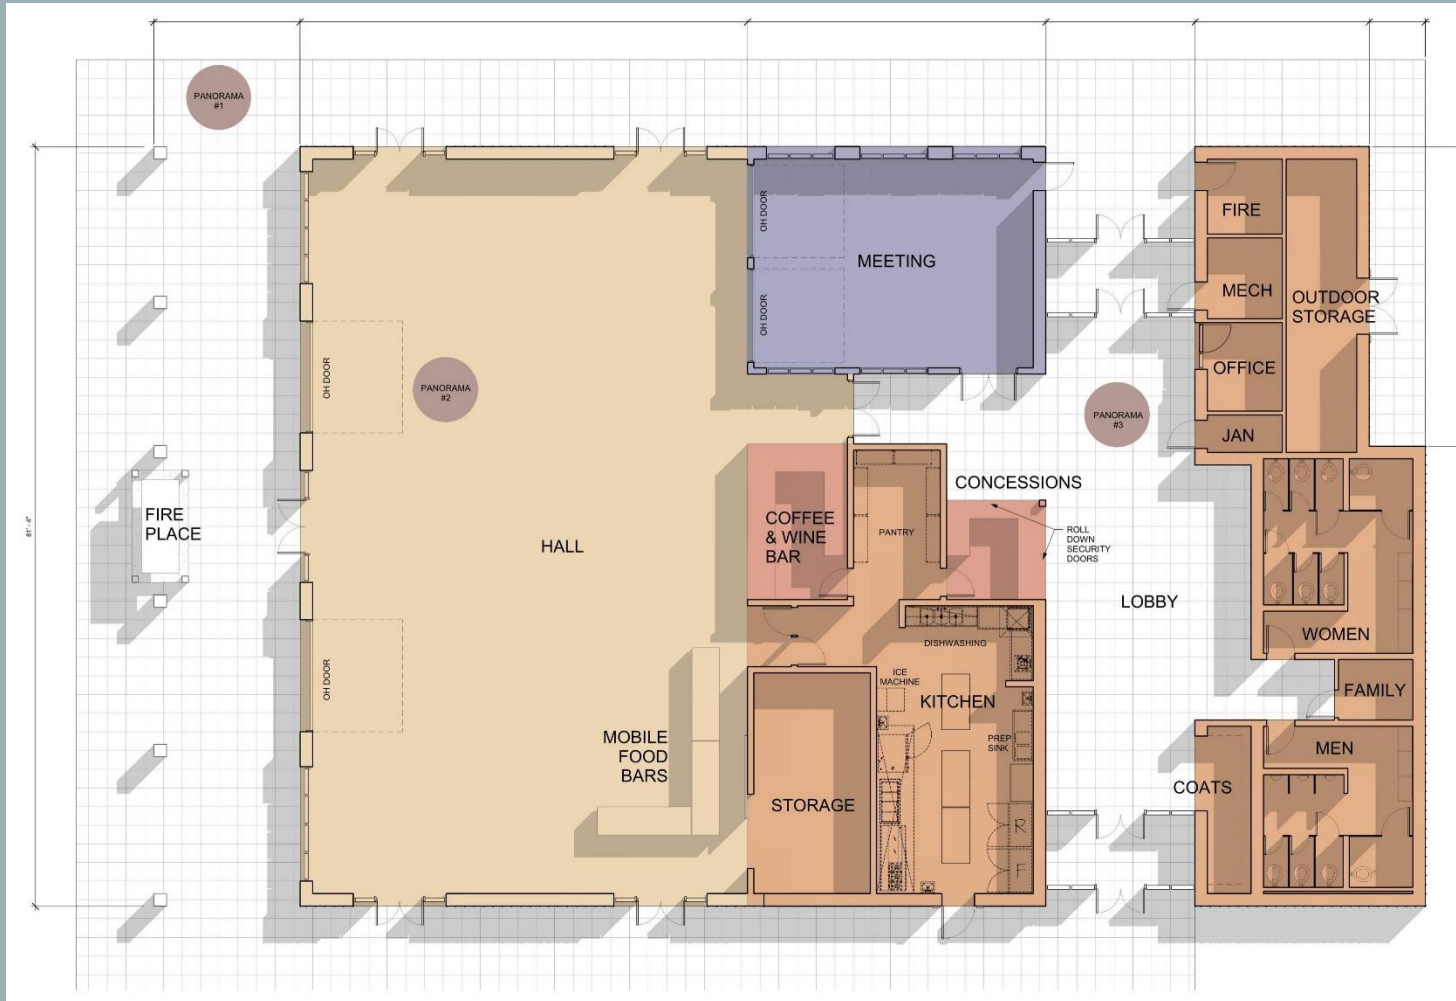 PANORAMA
#1
FIRE
MECH
OUTDOOR
STORAGE
OFFICE
JAN
MEETING
OH DOOR
OH DOOR
OH DOOR
PANORAMA
#2
PANORAMA
#3
CONCESSIONS
ROLL
DOWN
SECURITY
DOORS
COFFEE
& WINE
BAR
PANTRY
FIRE
PLACE
HALL
61' - 4"
LOBBY
WOMEN
DISHWASHING
ICE
MACHINE
KITCHEN
PREP
SINK
FAMILY
OH DOOR
MOBILE
FOOD
BARS
MEN
STORAGE
COATS
R
F